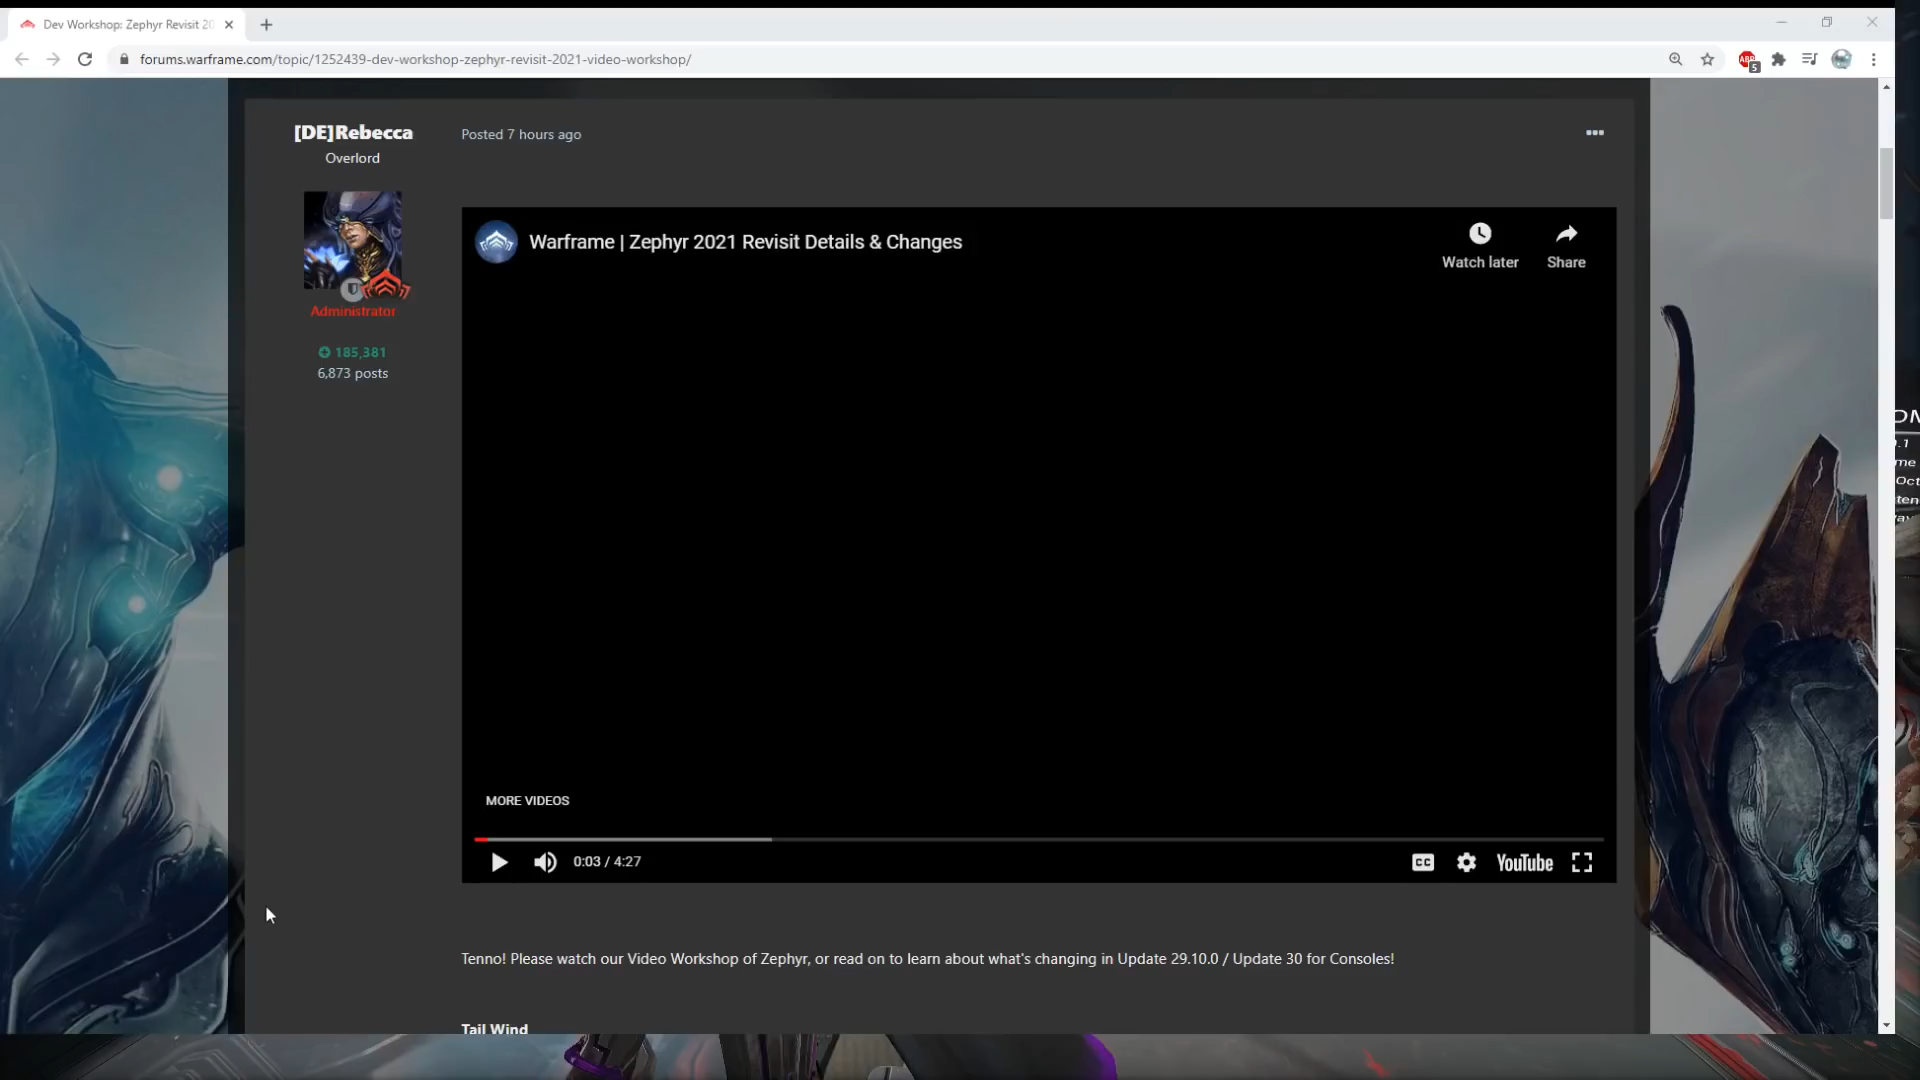 Dev Workshop: Zephyr Revisit 20
forums.warframe.com/topic/1252439-dev-workshop-zephyr-revisit-2021-video-workshop/
ABP
5
[DE]Rebecca
Overlord
Posted 7 hours ago
Administrator
185,381
6,873 posts
Warframe | Zephyr 2021 Revisit Details & Changes
Watch later
Share
MORE VIDEOS
0:03 / 4:27
CC
YouTube
Tenno! Please watch our Video Workshop of Zephyr, or read on to learn about what's changing in Update 29.10.0 / Update 30 for Consoles!
Tail Wind